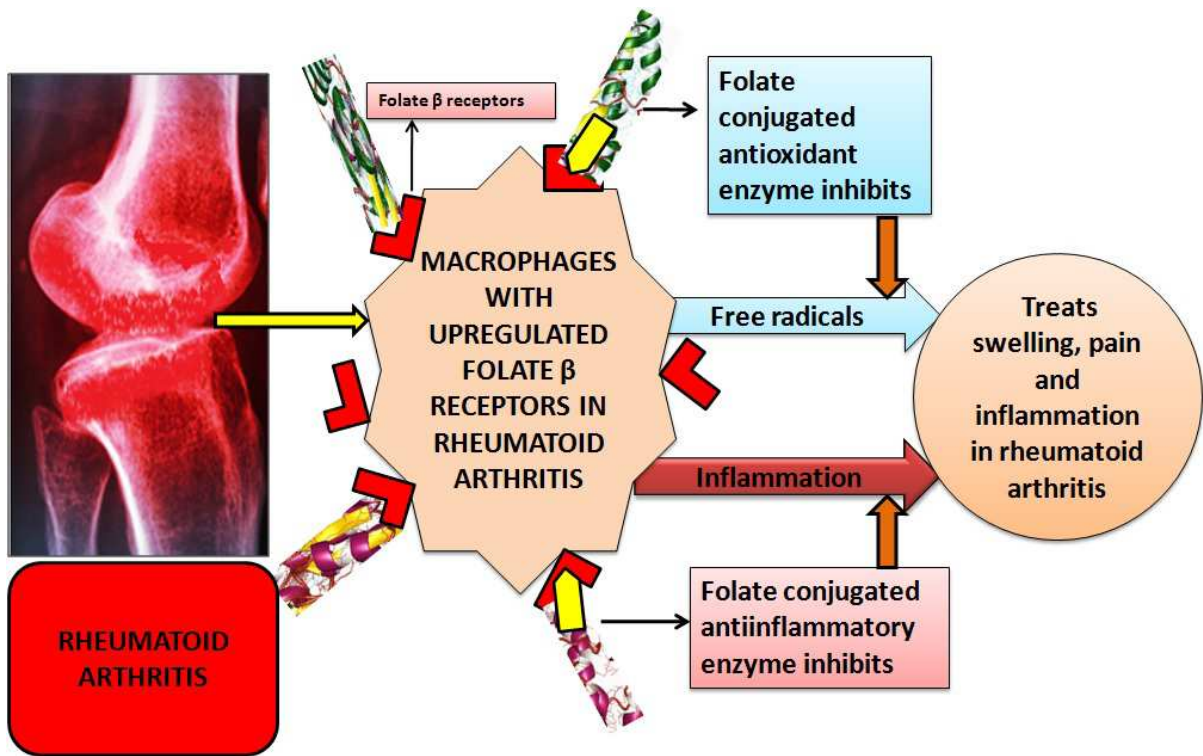 Folate β receptors
Folate
conjugated
antioxidant
enzyme inhibits
MACROPHAGES
WITH
UPREGULATED
FOLATE β
RECEPTORS IN
RHEUMATOID
ARTHRITIS
Free radicals
Treats
swelling, pain
and
inflammation
in rheumatoid
arthritis
Inflammation
Folate conjugated
antiinflammatory
enzyme inhibits
RHEUMATOID
ARTHRITIS